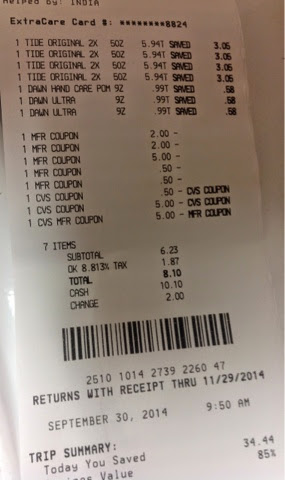 Helped by: INDIA
ExtraCare Card #: ********8824
1 TIDE ORIGINAL 2X 50Z 5.94T SAVED 3.05
1 TIDE ORIGINAL 2X 50Z 5.94T SAVED 3.05
1 TIDE ORIGINAL 2X 50Z 5.94T SAVED 3.05
1 TIDE ORIGINAL 2X 50Z 5.94T SAVED 3.05
1 DAWN HAND CARE POM 9Z .99T SAVED .58
1 DAWN ULTRA 9Z .99T SAVED .58
1 DAWN ULTRA 9Z .99T SAVED .58
1 MFR COUPON 2.00 -
1 MFR COUPON 2.00 -
1 MFR COUPON 5.00 -
1 MFR COUPON .50 -
1 MFR COUPON .50 -
1 CVS COUPON .50 - CVS COUPON
1 CVS COUPON 5.00 - CVS COUPON
1 CVS MFR COUPON 5.00 - MFR COUPON
7 ITEMS
SUBTOTAL 6.23
OK 8.813% TAX 1.87
TOTAL 8.10
CASH 10.10
CHANGE 2.00
2510 1014 2739 2260 47
RETURNS WITH RECEIPT THRU 11/29/2014
SEPTEMBER 30, 2014 9:50 AM
TRIP SUMMARY:
Today You Saved 34.44
Savings Value 85%